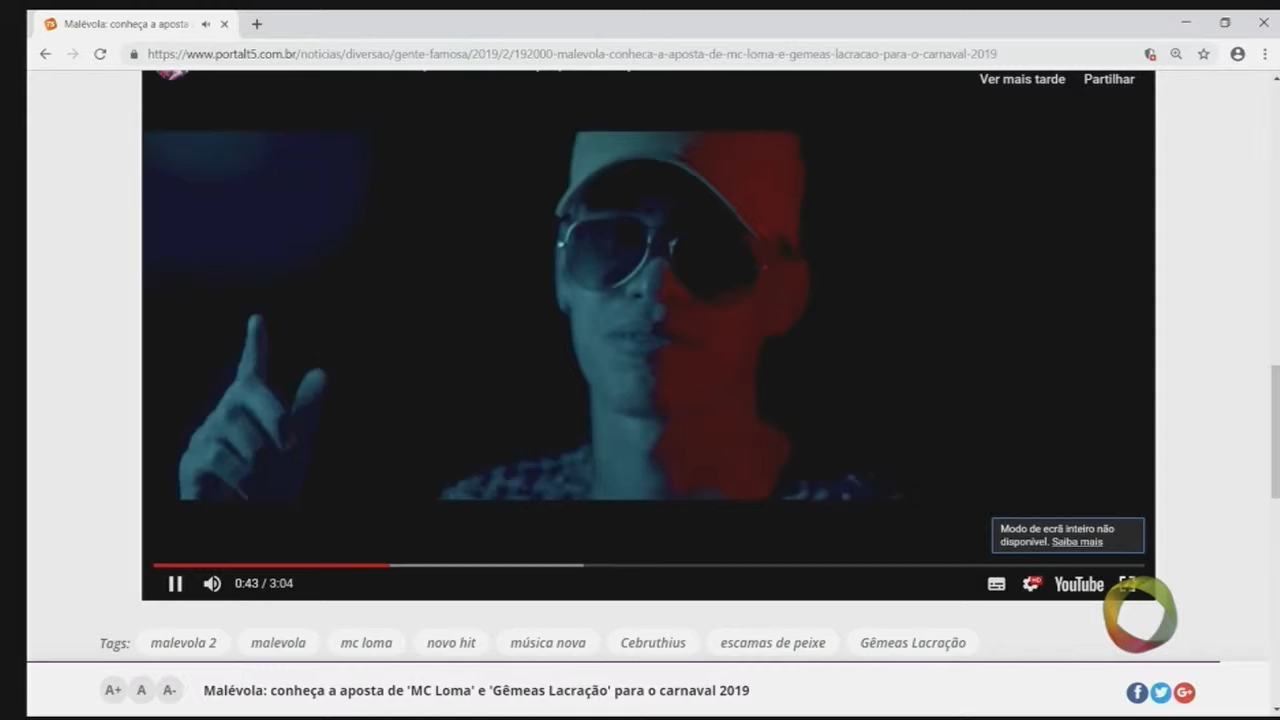 Malévola: conheça a aposta
https://www.portalt5.com.br/noticias/diversao/gente-famosa/2019/2/192000-malevola-conheca-a-aposta-de-mc-loma-e-gemeas-lacracao-para-o-carnaval-2019
Ver mais tarde Partilhar
Modo de ecrã inteiro não
disponível. Saiba mais
0:43 / 3:04
HD
YouTube
Tags: malevola 2 malevola mc loma novo hit música nova Cebruthius escamas de peixe Gêmeas Lacração
A+ A A- Malévola: conheça a aposta de 'MC Loma' e 'Gêmeas Lacração' para o carnaval 2019